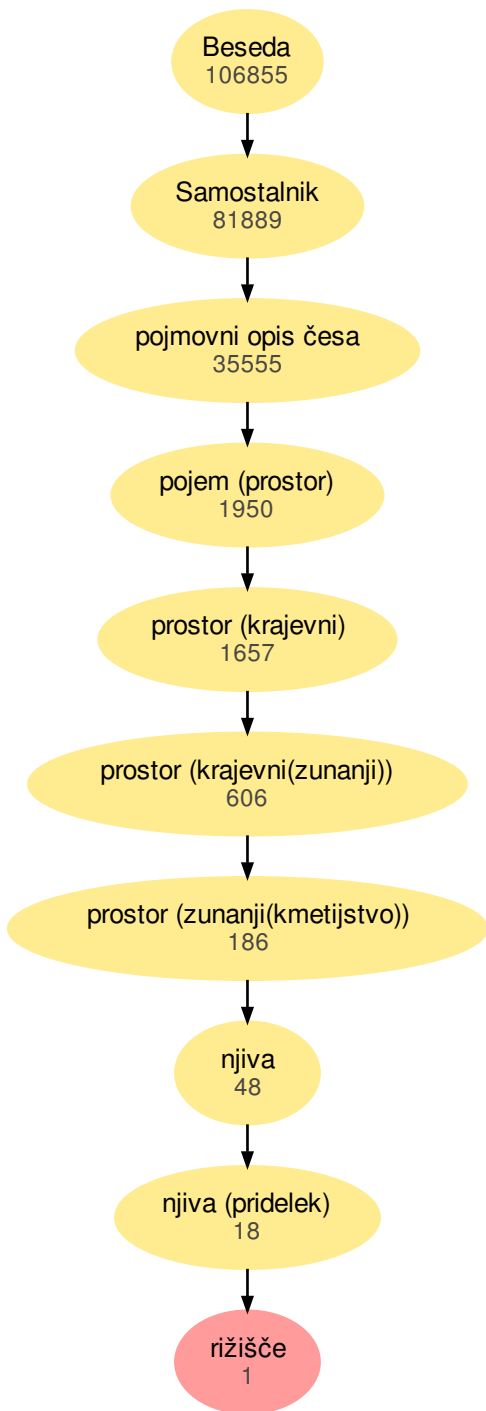 Beseda
106855
Samostalnik
81889
pojmovni opis česa
35555
pojem (prostor)
1950
prostor (krajevni)
1657
prostor (krajevni(zunanji))
606
prostor (zunanji(kmetijstvo))
186
njiva
48
njiva (pridelek)
18
rižišče
1